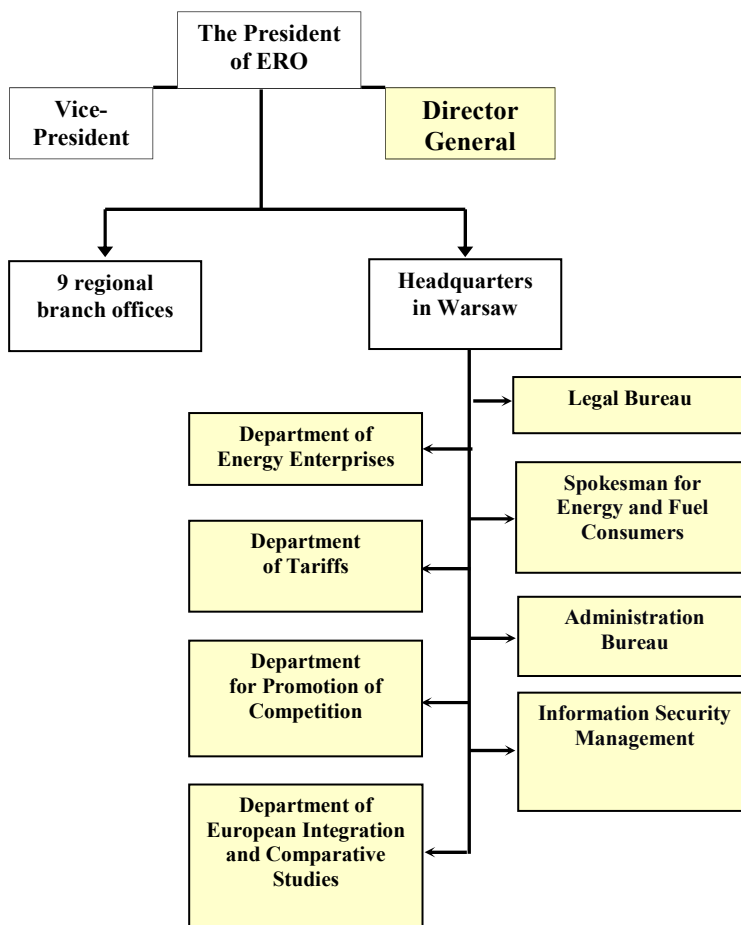 The President
of ERO
Vice-
President
Director
General
9 regional
branch offices
Headquarters
in Warsaw
Legal Bureau
Department of
Energy Enterprises
Spokesman for
Energy and Fuel
Consumers
Department
of Tariffs
Administration
Bureau
Department
for Promotion of
Competition
Information Security
Management
Department of
European Integration
and Comparative
Studies